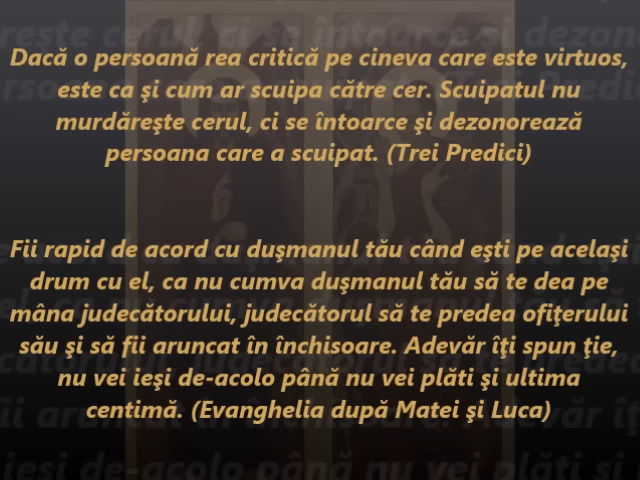 Dacă o persoană rea critică pe cineva care este virtuos,
este ca şi cum ar scuipa către cer. Scuipatul nu
murdăreşte cerul, ci se întoarce şi dezonorează
persoana care a scuipat. (Trei Predici)
Fii rapid de acord cu duşmanul tău când eşti pe acelaşi
drum cu el, ca nu cumva duşmanul tău să te dea pe
mâna judecătorului, judecătorul să te predea ofiţerului
său şi să fii aruncat în închisoare. Adevăr îţi spun ţie,
nu vei ieşi de-acolo până nu vei plăti şi ultima
centimă. (Evanghelia după Matei şi Luca)